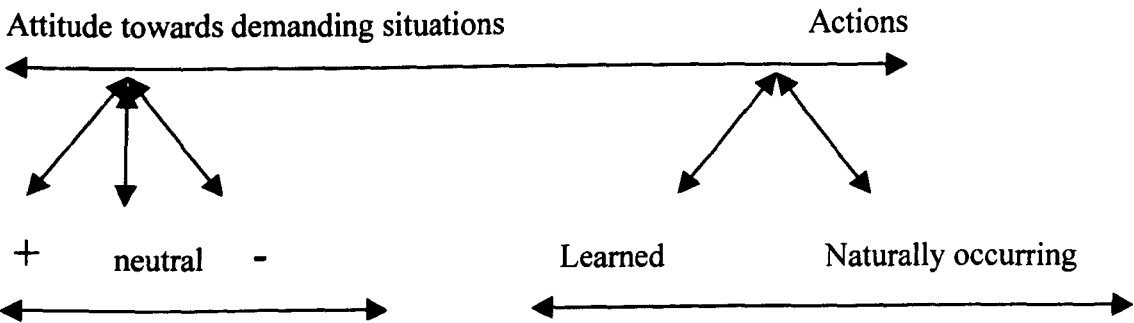 Attitude towards demanding situations Actions
+ neutral - Learned Naturally occurring